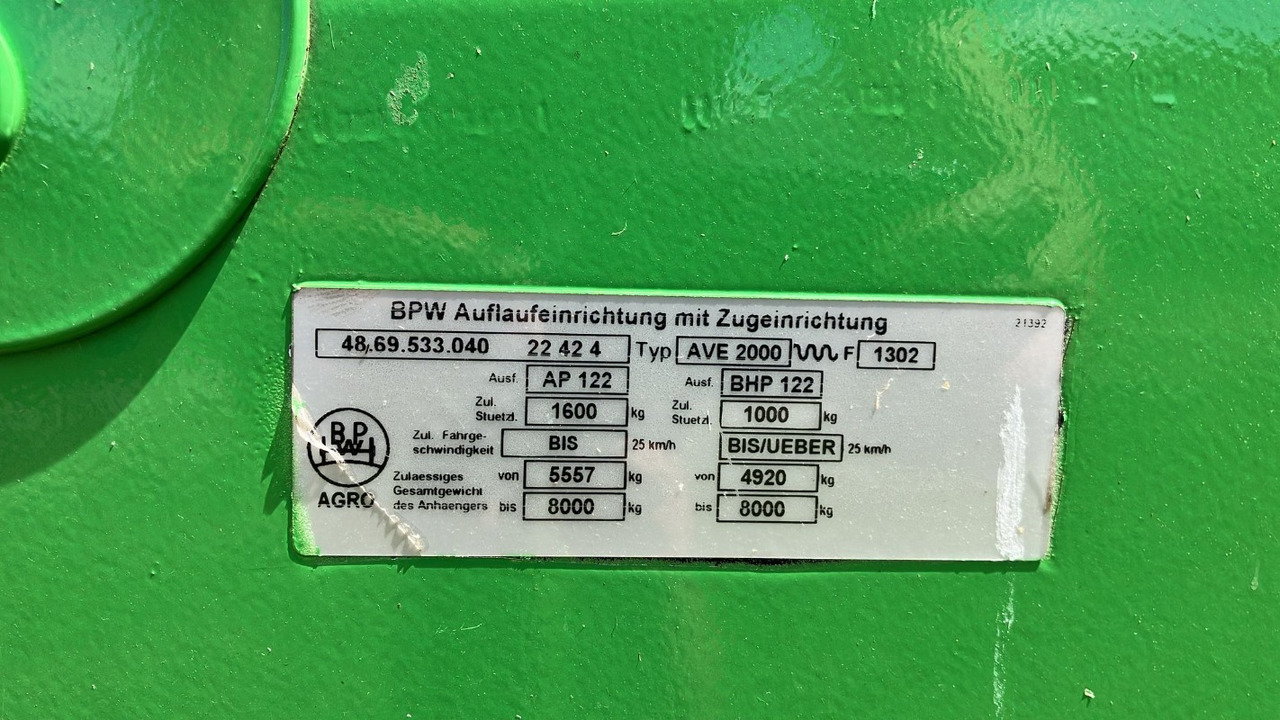 BPW Auflaufeinrichtung mit Zugeinrichtung 21392
48.69.533.040 22 42 4 Typ AVE 2000 F 1302
Ausf. AP 122 Ausf. BHP 122
Zul. Stuetzl. 1600 kg Zul. Stuetzl. 1000 kg
Zul. Fahrge-
schwindigkeit BIS 25 km/h BIS/UEBER 25 km/h
Zulaessiges von 5557 kg von 4920 kg
Gesamtgewicht
des Anhaengers bis 8000 kg bis 8000 kg
BPW
AGRO